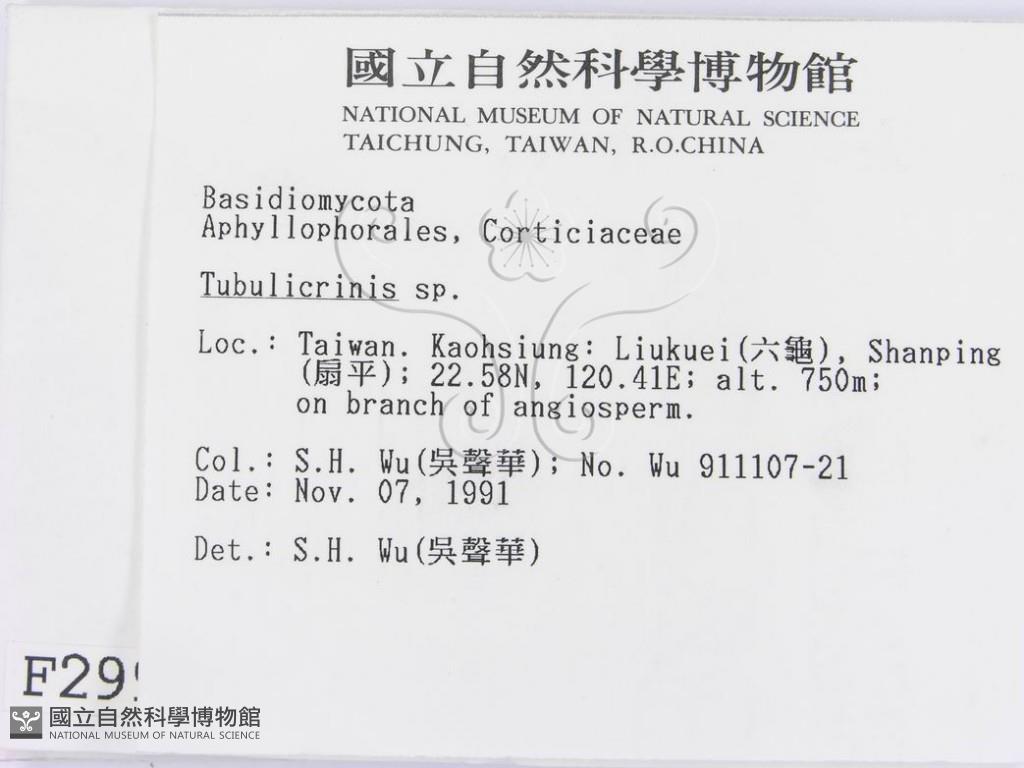 國立自然科學博物館
NATIONAL MUSEUM OF NATURAL SCIENCE
TAICHUNG, TAIWAN, R.O.CHINA
Basidiomycota
Aphyllophorales, Corticiaceae
Tubulicrinis sp.
Loc.: Taiwan. Kaohsiung: Liukuei(六龜), Shanping
(扇平); 22.58N, 120.41E; alt. 750m;
on branch of angiosperm.
Col.: S.H. Wu(吳聲華); No. Wu 911107-21
Date: Nov. 07, 1991
Det.: S.H. Wu(吳聲華)
F29
國立自然科學博物館
NATIONAL MUSEUM OF NATURAL SCIENCE